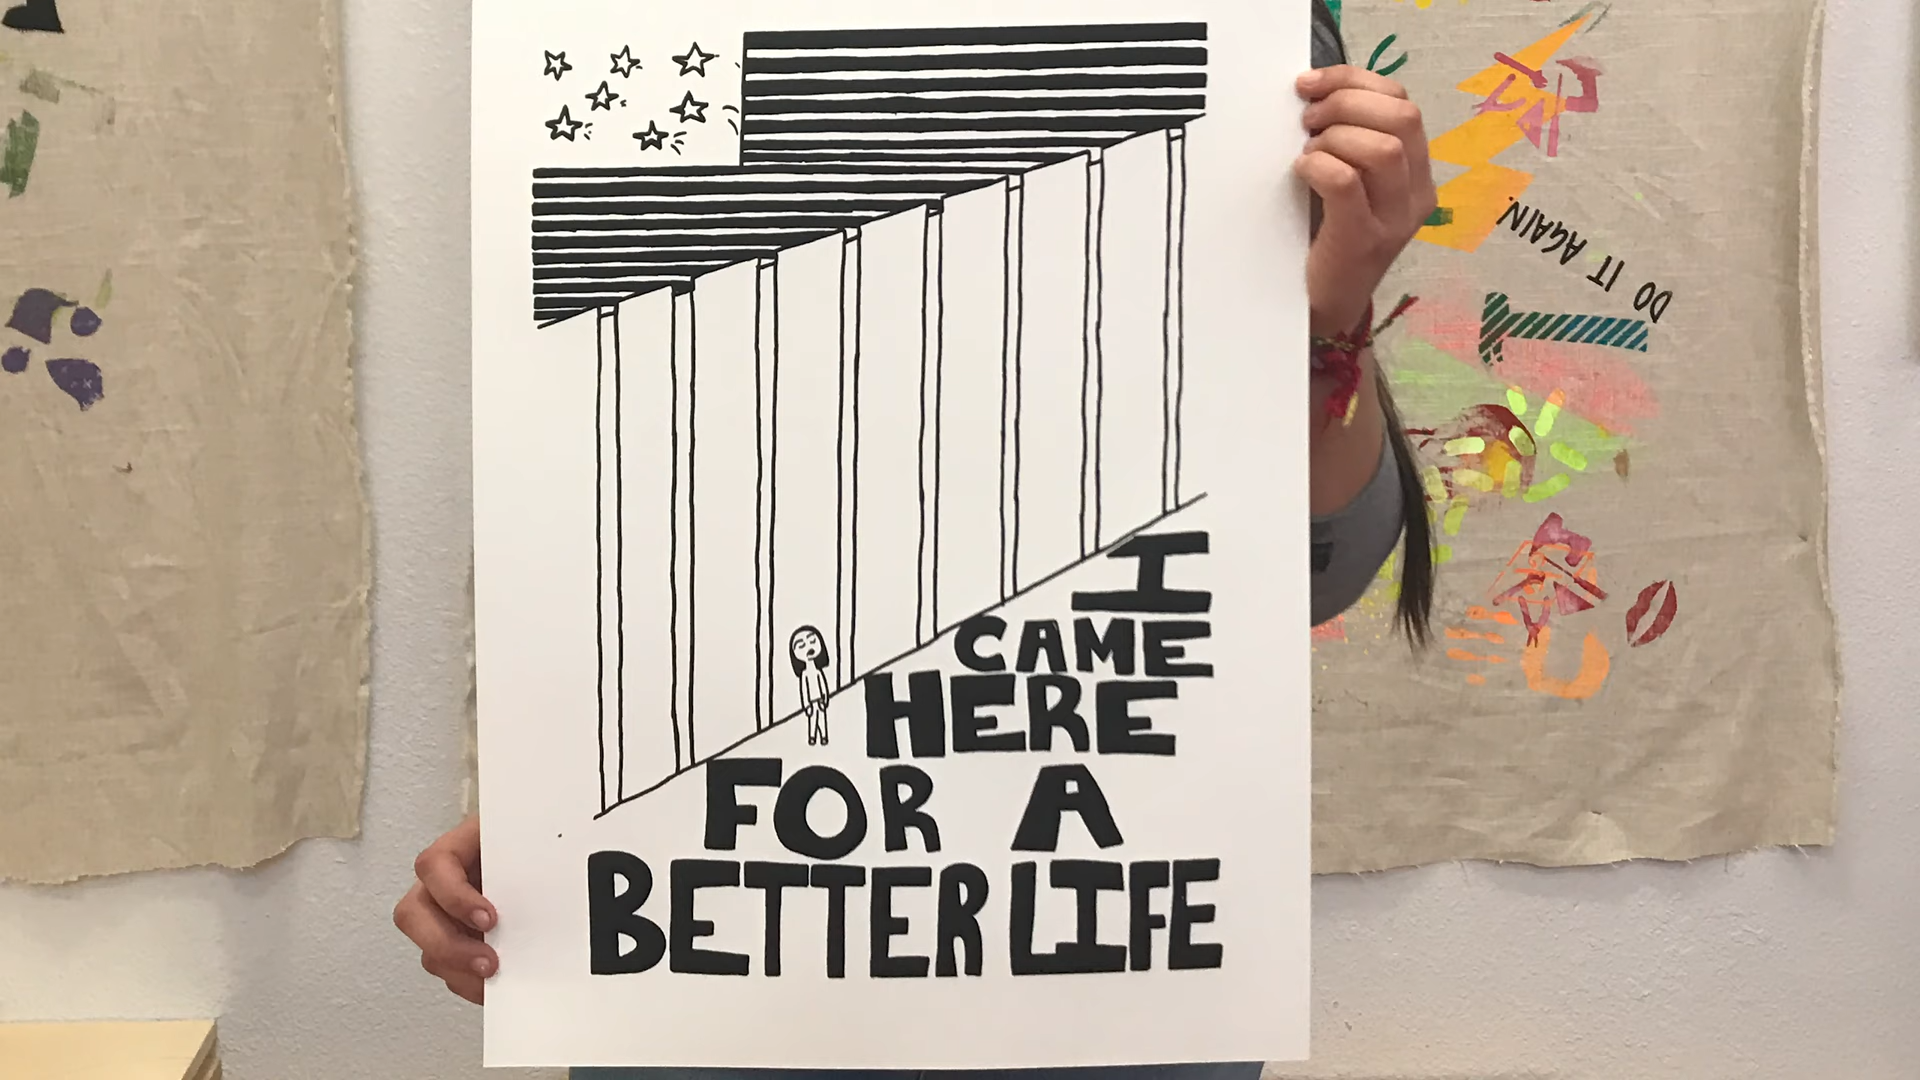 I
CAME
HERE
FOR A
BETTER LIFE
DO IT AGAIN!